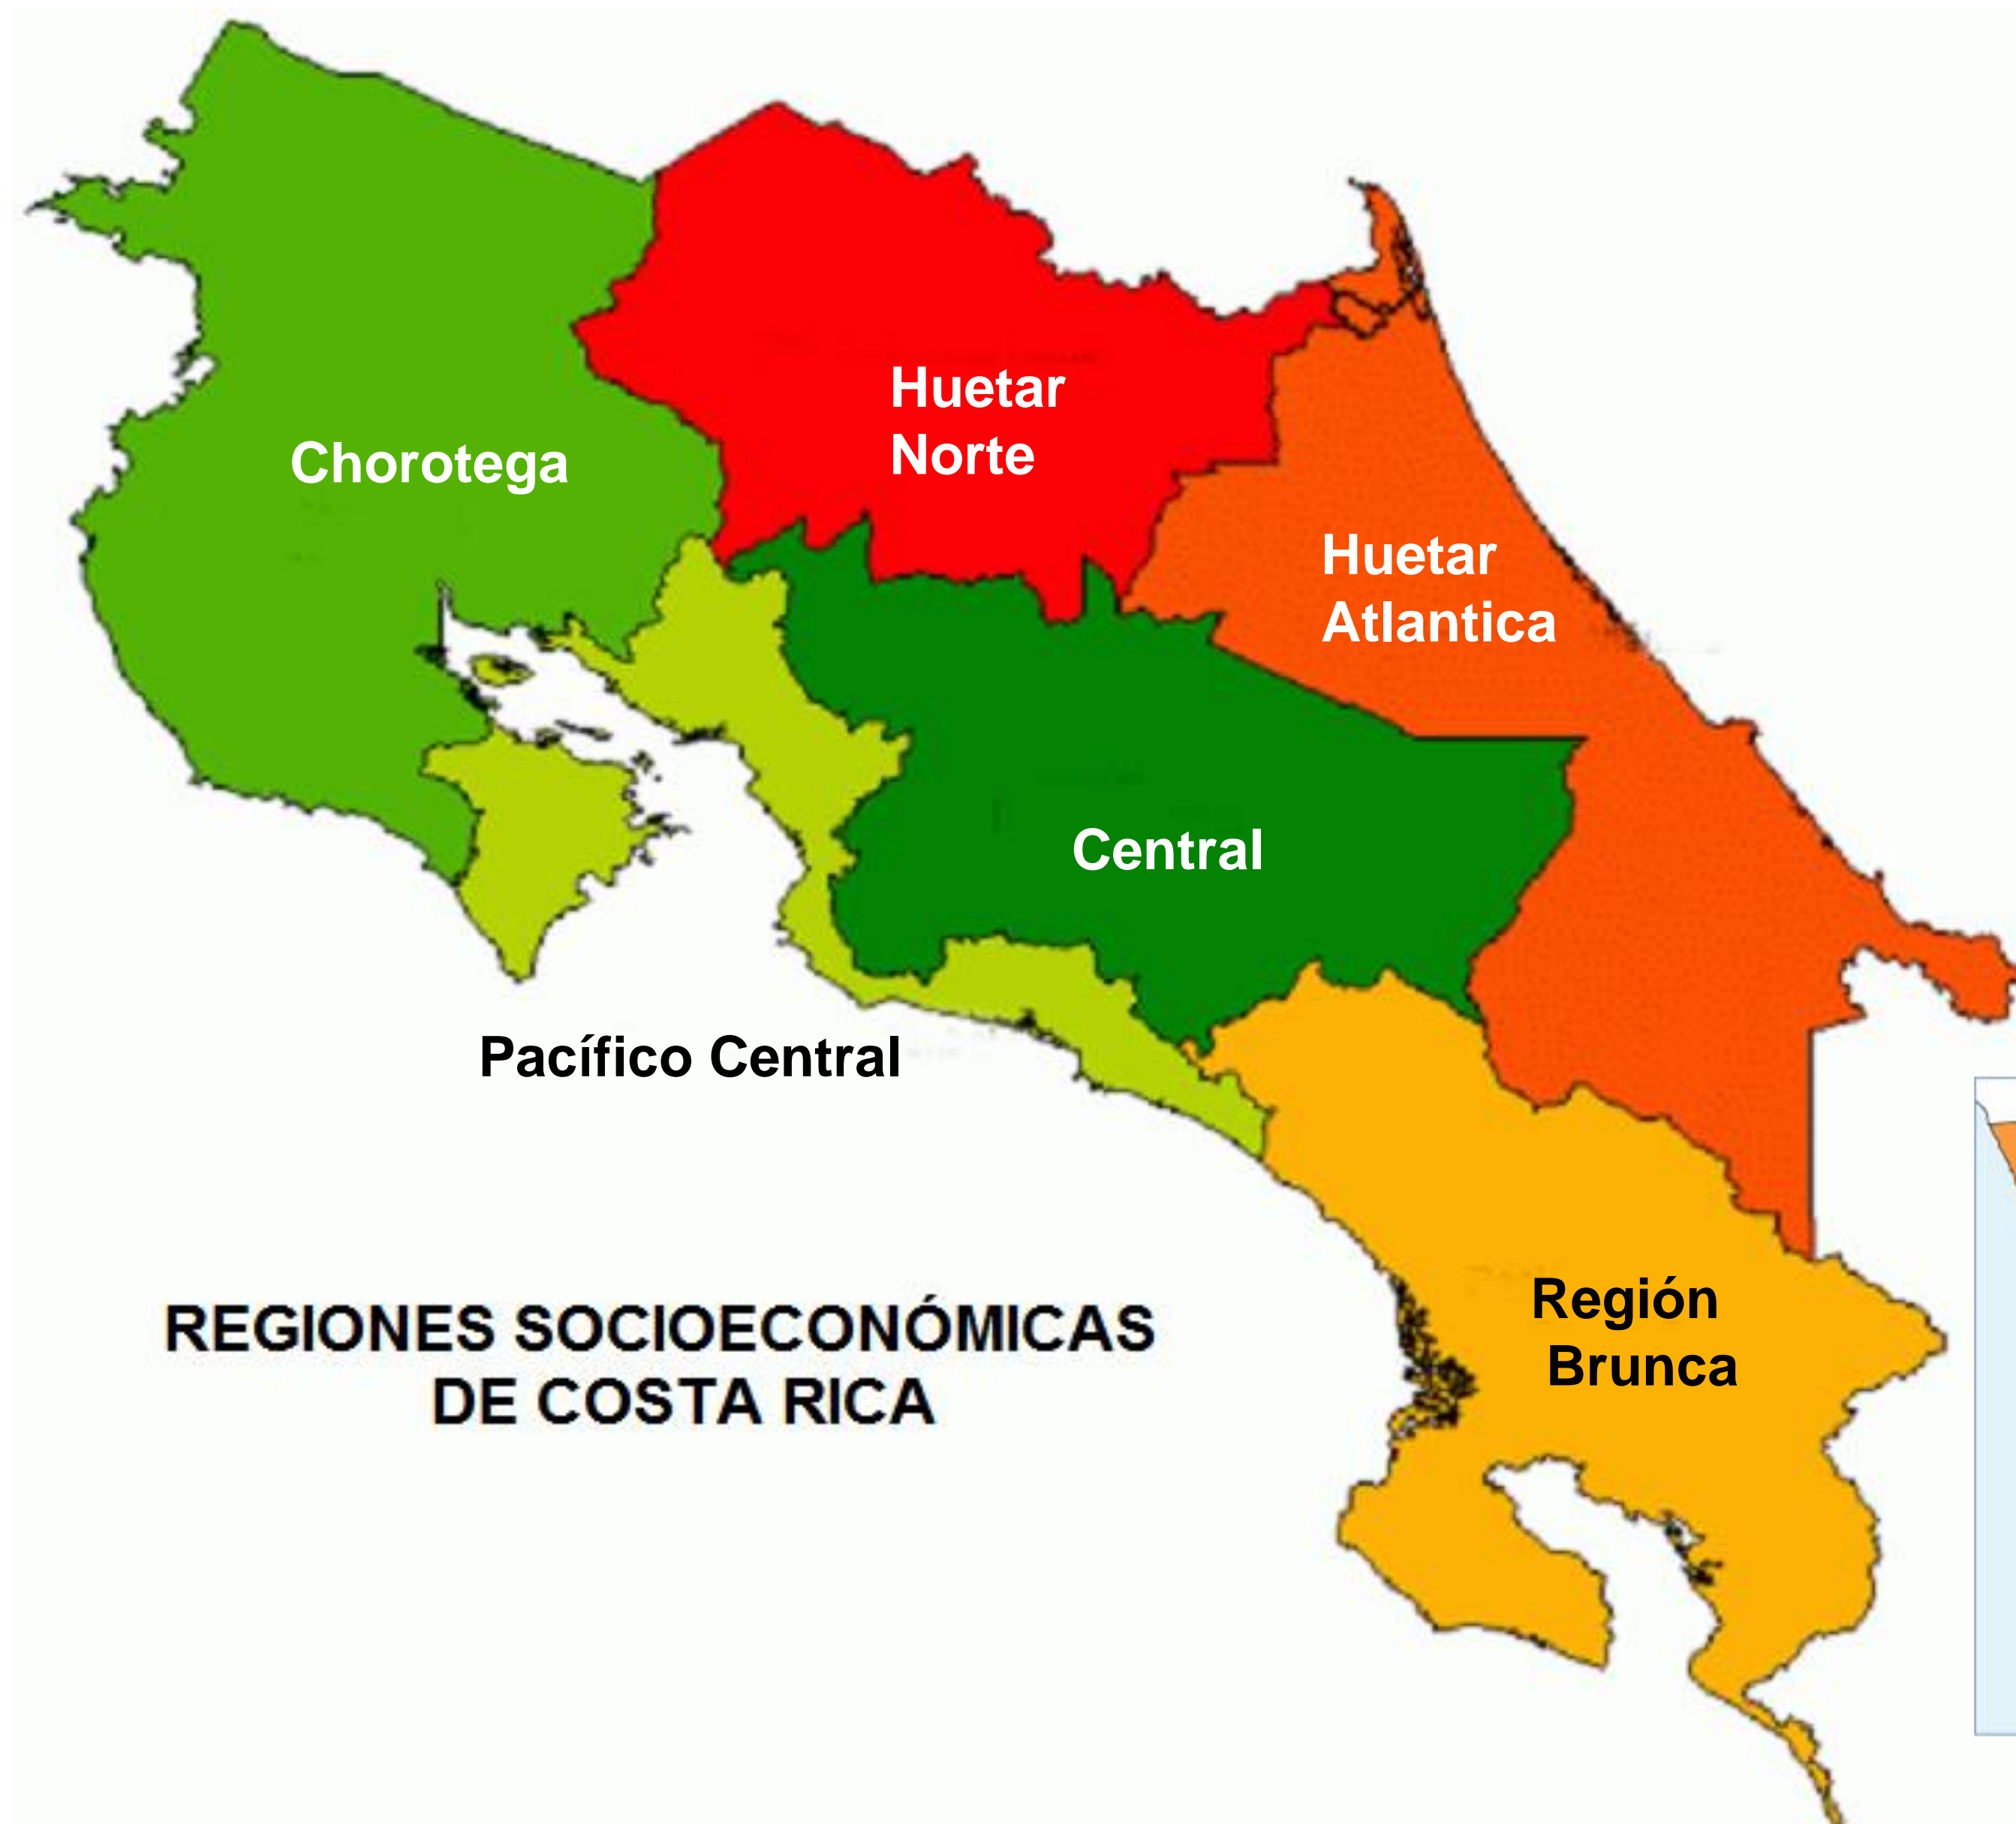 Chorotega
Huetar
Norte
Huetar
Atlantica
Central
Pacífico Central
Región
Brunca
REGIONES SOCIOECONÓMICAS
DE COSTA RICA